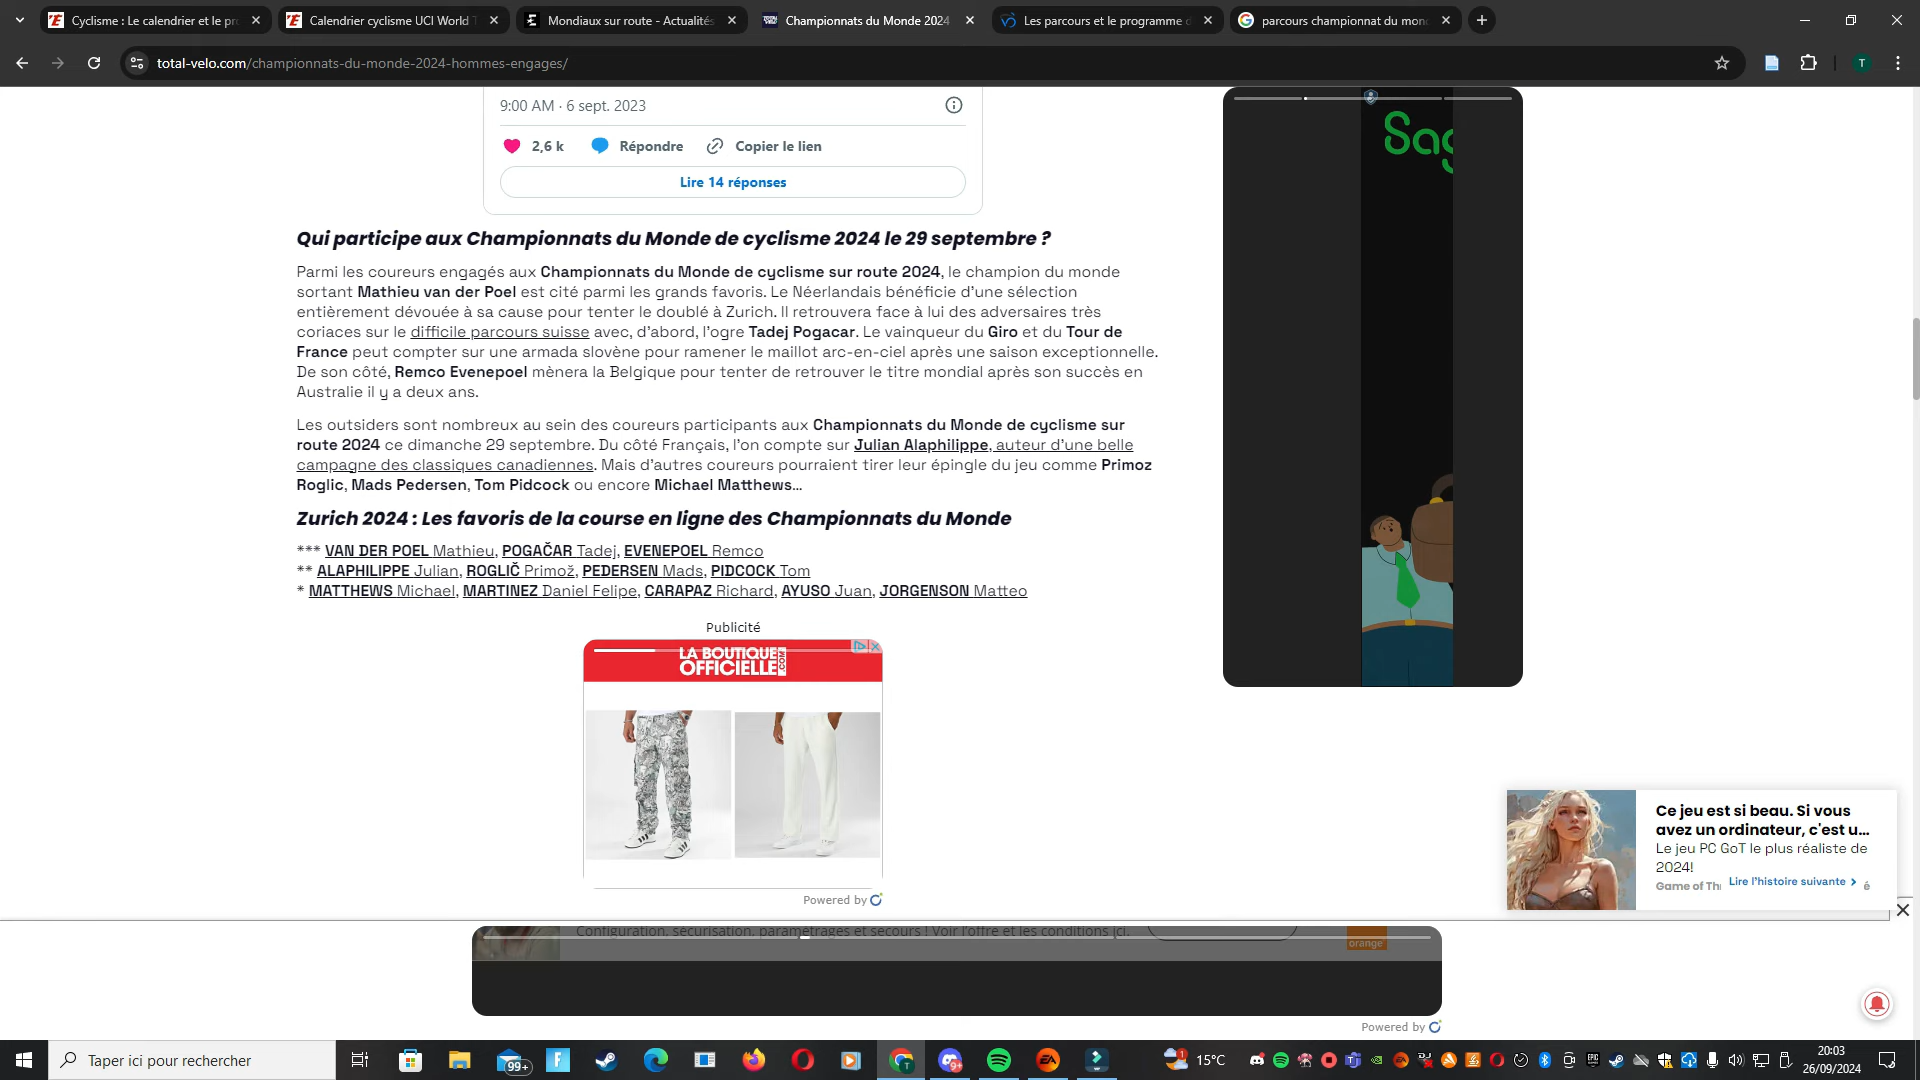 Cyclisme : Le calendrier et le pr
Calendrier cyclisme UCI World T
Mondiaux sur route - Actualités
Championnats du Monde 2024
Les parcours et le programme d
parcours championnat du mon
total-velo.com/championnats-du-monde-2024-hommes-engages/
T
9:00 AM · 6 sept. 2023
2,6 k
Répondre
Copier le lien
Lire 14 réponses
Qui participe aux Championnats du Monde de cyclisme 2024 le 29 septembre ?
Parmi les coureurs engagés aux Championnats du Monde de cyclisme sur route 2024, le champion du monde
sortant Mathieu van der Poel est cité parmi les grands favoris. Le Néerlandais bénéficie d'une sélection
entièrement dévouée à sa cause pour tenter le doublé à Zurich. Il retrouvera face à lui des adversaires très
coriaces sur le difficile parcours suisse avec, d'abord, l'ogre Tadej Pogacar. Le vainqueur du Giro et du Tour de
France peut compter sur une armada slovène pour ramener le maillot arc-en-ciel après une saison exceptionnelle.
De son côté, Remco Evenepoel mènera la Belgique pour tenter de retrouver le titre mondial après son succès en
Australie il y a deux ans.
Les outsiders sont nombreux au sein des coureurs participants aux Championnats du Monde de cyclisme sur
route 2024 ce dimanche 29 septembre. Du côté Français, l'on compte sur Julian Alaphilippe, auteur d'une belle
campagne des classiques canadiennes. Mais d'autres coureurs pourraient tirer leur épingle du jeu comme Primoz
Roglic, Mads Pedersen, Tom Pidcock ou encore Michael Matthews...
Zurich 2024 : Les favoris de la course en ligne des Championnats du Monde
*** VAN DER POEL Mathieu, POGAČAR Tadej, EVENEPOEL Remco
** ALAPHILIPPE Julian, ROGLIČ Primož, PEDERSEN Mads, PIDCOCK Tom
* MATTHEWS Michael, MARTINEZ Daniel Felipe, CARAPAZ Richard, AYUSO Juan, JORGENSON Matteo
Publicité
LA BOUTIQUE
OFFICIELLE.COM
Powered by
Sag
Ce jeu est si beau. Si vous
avez un ordinateur, c'est u...
Le jeu PC GoT le plus réaliste de
2024!
Game of Th
Lire l'histoire suivante
é
Configuration, sécurisation, paramétrages et secours ! Voir l'offre et les conditions ici.
orange
Powered by
Taper ici pour rechercher
99+
T
9+
EA
15°C
20:03
26/09/2024